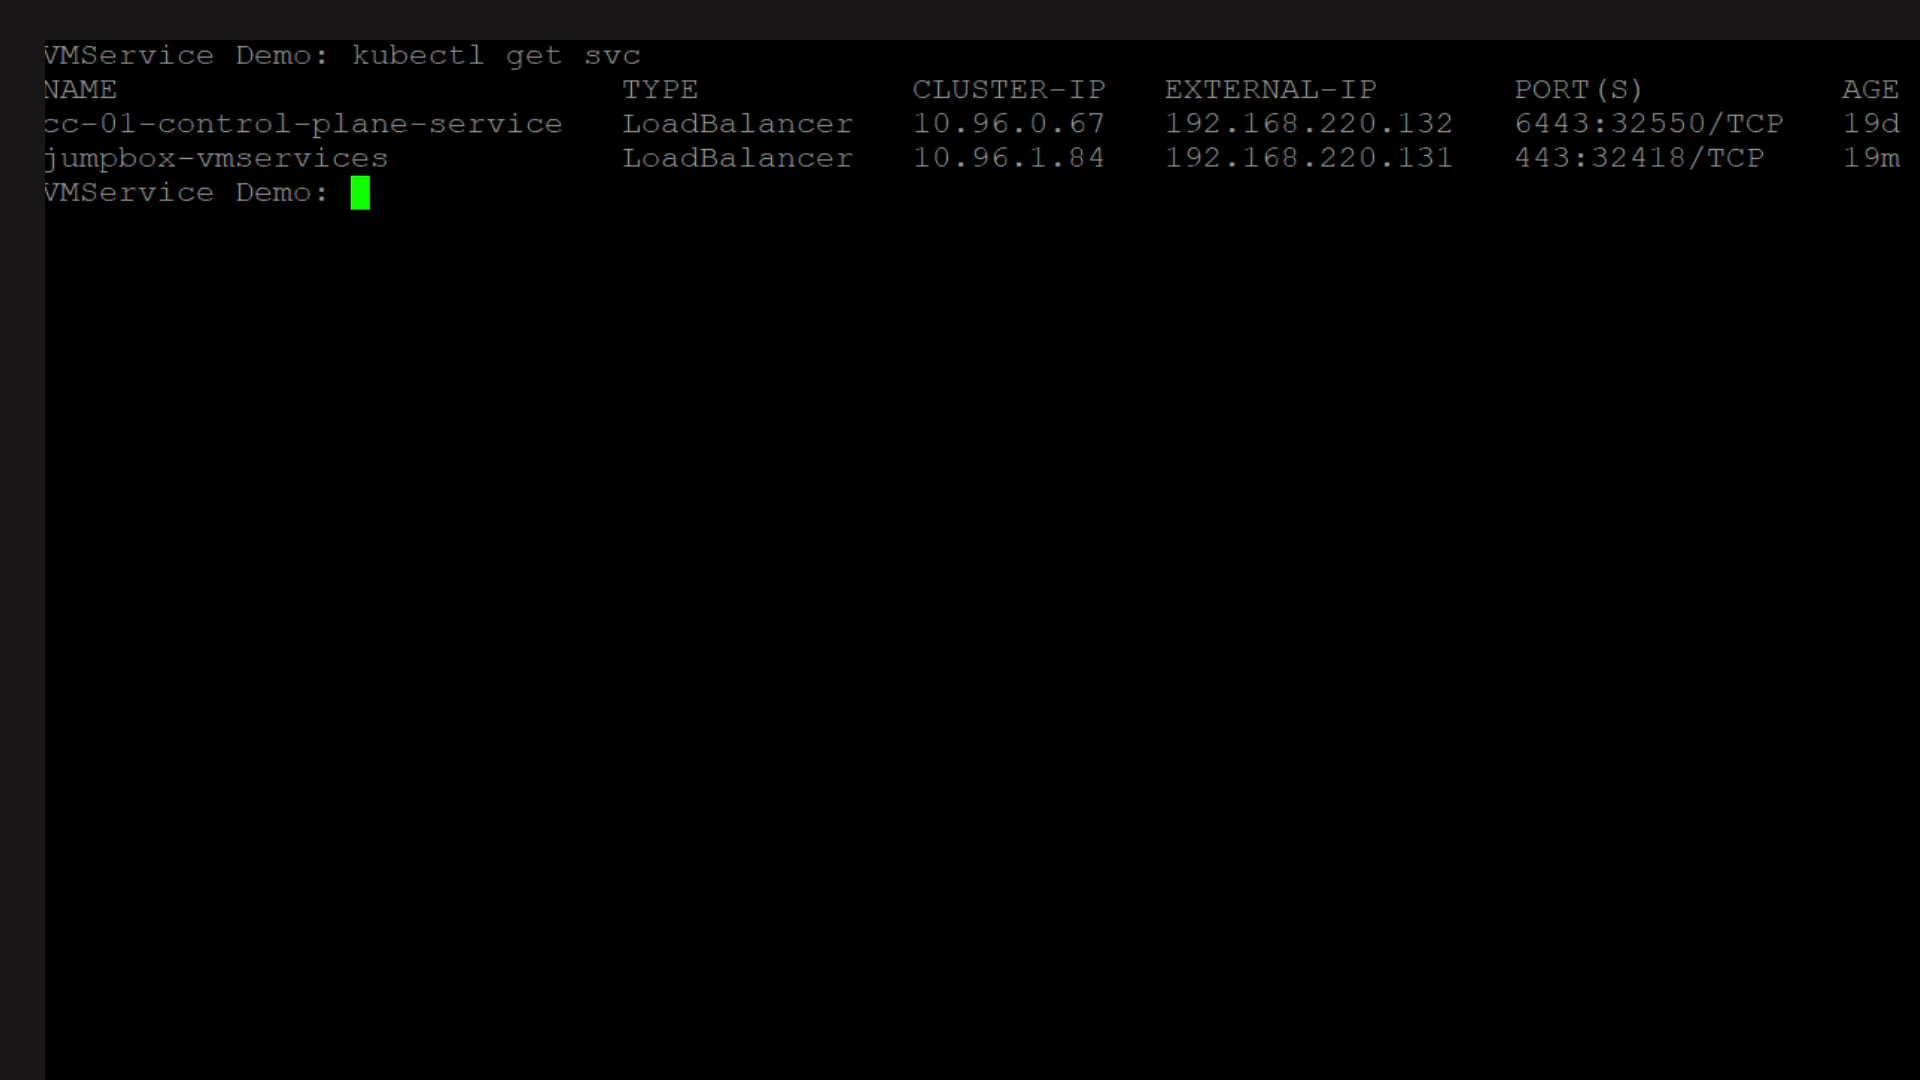 VMService Demo: kubectl get svc
NAME TYPE CLUSTER-IP EXTERNAL-IP PORT(S) AGE
cc-01-control-plane-service LoadBalancer 10.96.0.67 192.168.220.132 6443:32550/TCP 19d
jumpbox-vmservices LoadBalancer 10.96.1.84 192.168.220.131 443:32418/TCP 19m
VMService Demo: